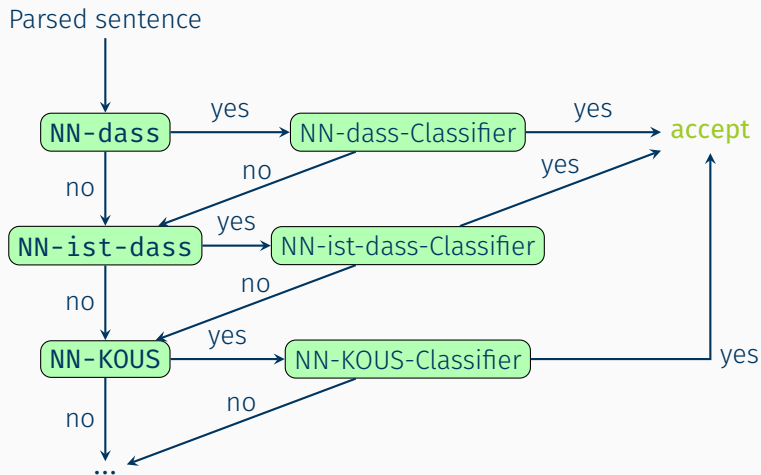 Parsed sentence
yes
yes
NN-dass
NN-dass-Classifier
accept
no
no
yes
yes
NN-ist-dass
NN-ist-dass-Classifier
no
no
yes
NN-KOUS
NN-KOUS-Classifier
yes
no
no
...